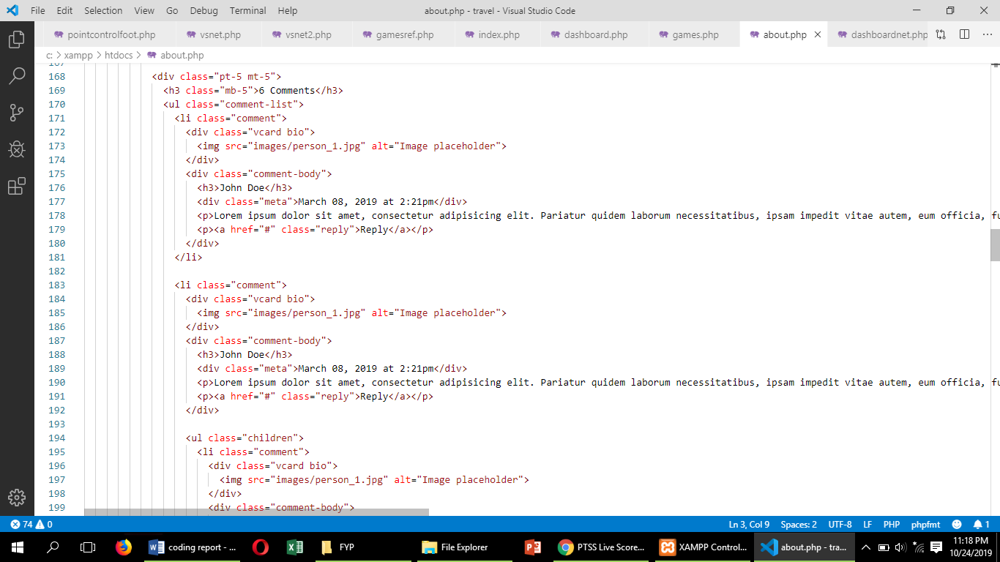 File Edit Selection View Go Debug Terminal Help about.php - travel - Visual Studio Code
pointcontrolfoot.php vsnet.php vsnet2.php gamesref.php index.php dashboard.php games.php about.php dashboardnet.php
c: > xampp > htdocs > about.php
167
168 <div class="pt-5 mt-5">
169 <h3 class="mb-5">6 Comments</h3>
170 <ul class="comment-list">
171 <li class="comment">
172 <div class="vcard bio">
173 <img src="images/person_1.jpg" alt="Image placeholder">
174 </div>
175 <div class="comment-body">
176 <h3>John Doe</h3>
177 <div class="meta">March 08, 2019 at 2:21pm</div>
178 <p>Lorem ipsum dolor sit amet, consectetur adipisicing elit. Pariatur quidem laborum necessitatibus, ipsam impedit vitae autem, eum officia, fu
179 <p><a href="#" class="reply">Reply</a></p>
180 </div>
181 </li>
182
183 <li class="comment">
184 <div class="vcard bio">
185 <img src="images/person_1.jpg" alt="Image placeholder">
186 </div>
187 <div class="comment-body">
188 <h3>John Doe</h3>
189 <div class="meta">March 08, 2019 at 2:21pm</div>
190 <p>Lorem ipsum dolor sit amet, consectetur adipisicing elit. Pariatur quidem laborum necessitatibus, ipsam impedit vitae autem, eum officia, fu
191 <p><a href="#" class="reply">Reply</a></p>
192 </div>
193
194 <ul class="children">
195 <li class="comment">
196 <div class="vcard bio">
197 <img src="images/person_1.jpg" alt="Image placeholder">
198 </div>
199 <div class="comment-body">
74 0 Ln 3, Col 9 Spaces: 2 UTF-8 LF PHP phpfmt 1
coding report - ... FYP File Explorer PTSS Live Score... XAMPP Control... about.php - tra... 11:18 PM
10/24/2019